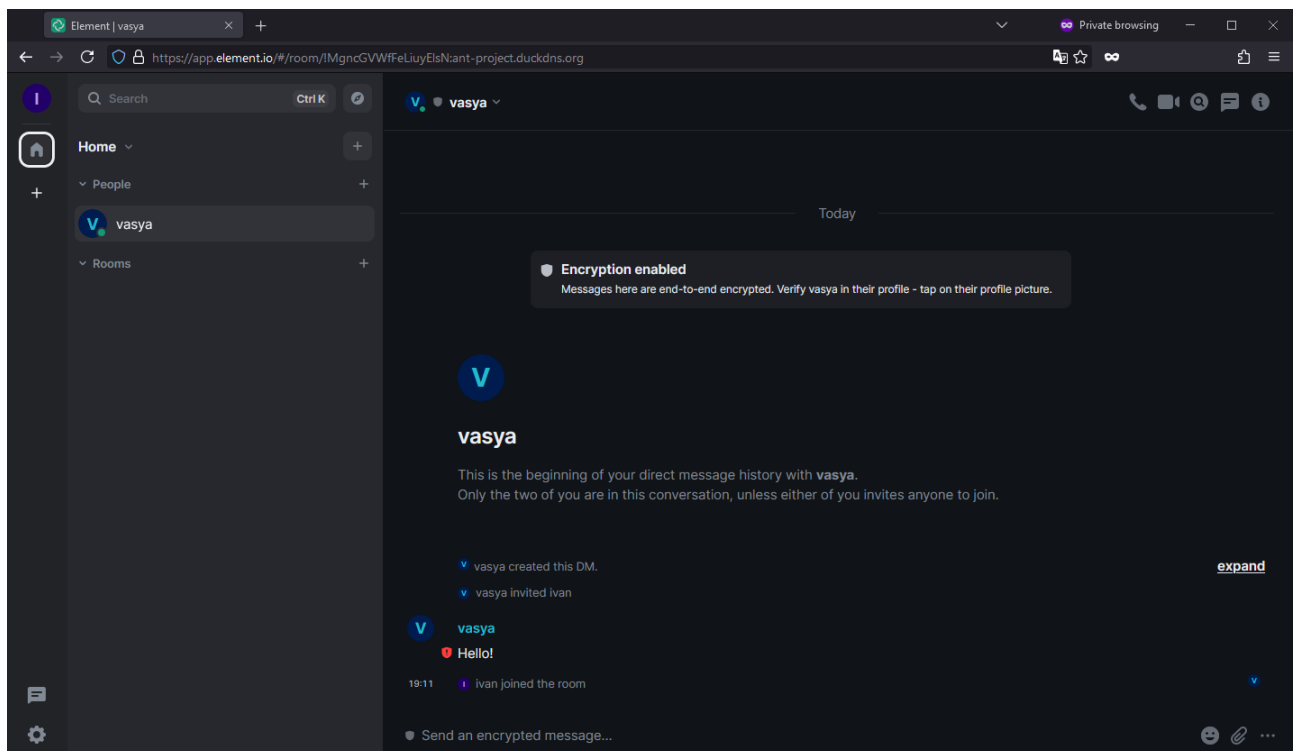 Element | vasya
Private browsing
https://app.element.io/#/room/!MgncGVWfFeLiuyElsN:ant-project.duckdns.org
I
Search
Ctrl K
V
vasya
Home
People
V
vasya
Rooms
Today
Encryption enabled
Messages here are end-to-end encrypted. Verify vasya in their profile - tap on their profile picture.
V
vasya
This is the beginning of your direct message history with vasya.
Only the two of you are in this conversation, unless either of you invites anyone to join.
V vasya created this DM.
expand
V vasya invited ivan
V
vasya
Hello!
19:11
I ivan joined the room
V
Send an encrypted message...